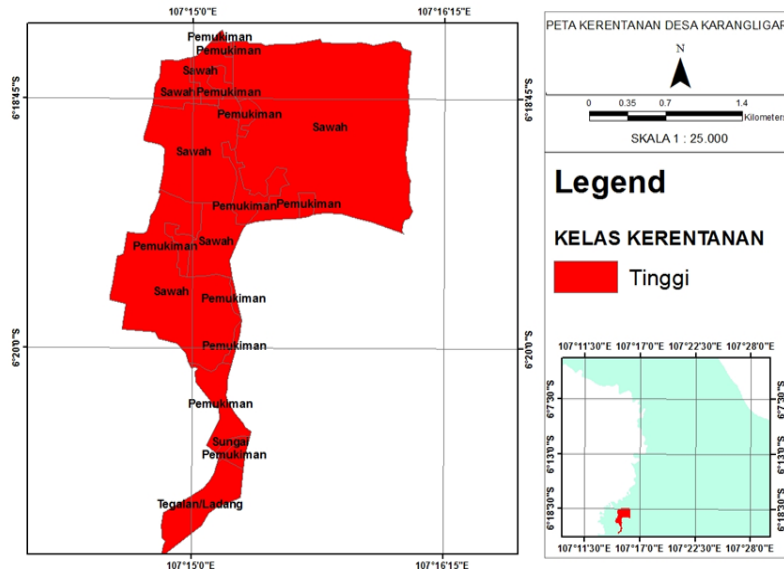 107°15'0"E
107°16'15"E
Pemukiman
Pemukiman
Sawah
Sawah
Pemukiman
Pemukiman
Sawah
Sawah
Pemukiman
Pemukiman
Pemukiman
Sawah
Sawah
Pemukiman
Pemukiman
Pemukiman
Sungai
Pemukiman
Tegalan/Ladang
6°18'45"S
6°18'45"S
6°20'0"S
6°20'0"S
107°15'0"E
107°16'15"E
PETA KERENTANAN DESA KARANGLIGAR
N
0 0.35 0.7 1.4
Kilometers
SKALA 1 : 25.000
Legend
KELAS KERENTANAN
Tinggi
107°11'30"E 107°17'0"E 107°22'30"E 107°28'0"E
6°7'30"S
6°7'30"S
6°13'0"S
6°13'0"S
6°18'30"S
6°18'30"S
107°11'30"E 107°17'0"E 107°22'30"E 107°28'0"E